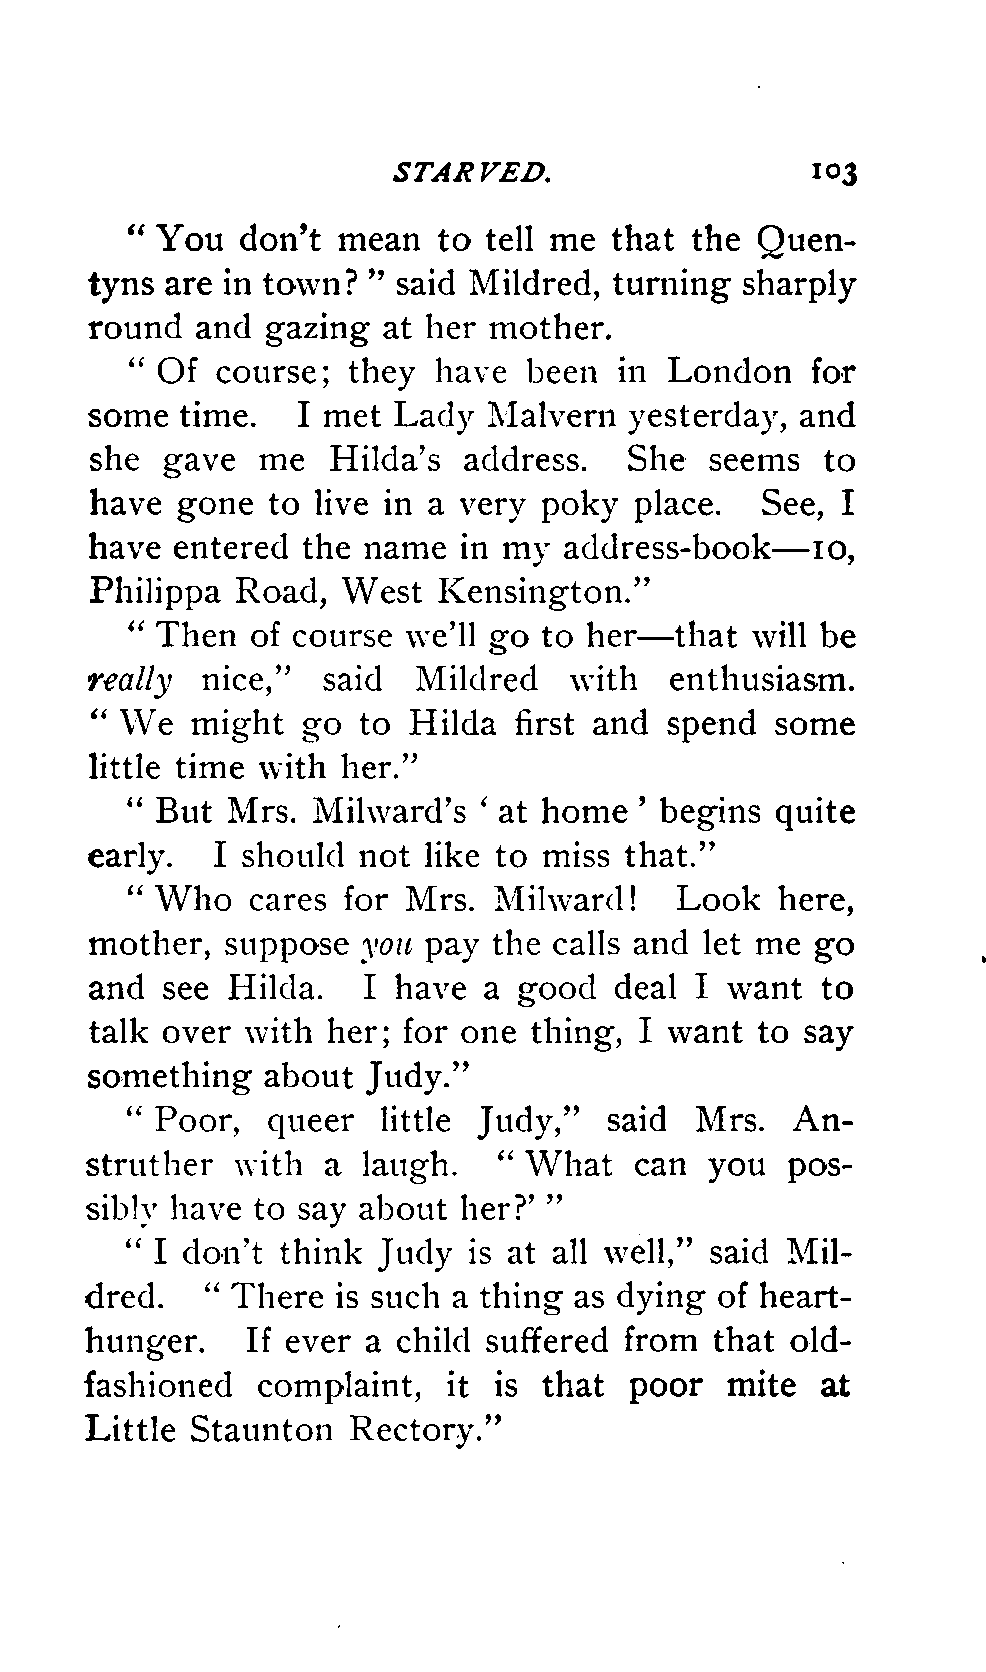 STARVED. 103
" You don't mean to tell me that the Quen-
tyns are in town? " said Mildred, turning sharply
round and gazing at her mother.
" Of course; they have been in London for
some time. I met Lady Malvern yesterday, and
she gave me Hilda's address. She seems to
have gone to live in a very poky place. See, I
have entered the name in my address-book—10,
Philippa Road, West Kensington."
" Then of course we'll go to her—that will be
really nice," said Mildred with enthusiasm.
" We might go to Hilda first and spend some
little time with her."
" But Mrs. Milward's ' at home ' begins quite
early. I should not like to miss that."
" Who cares for Mrs. Milward! Look here,
mother, suppose you pay the calls and let me go
and see Hilda. I have a good deal I want to
talk over with her; for one thing, I want to say
something about Judy."
" Poor, queer little Judy," said Mrs. An-
struther with a laugh. " What can you pos-
sibly have to say about her?' "
" I don't think Judy is at all well," said Mil-
dred. " There is such a thing as dying of heart-
hunger. If ever a child suffered from that old-
fashioned complaint, it is that poor mite at
Little Staunton Rectory."